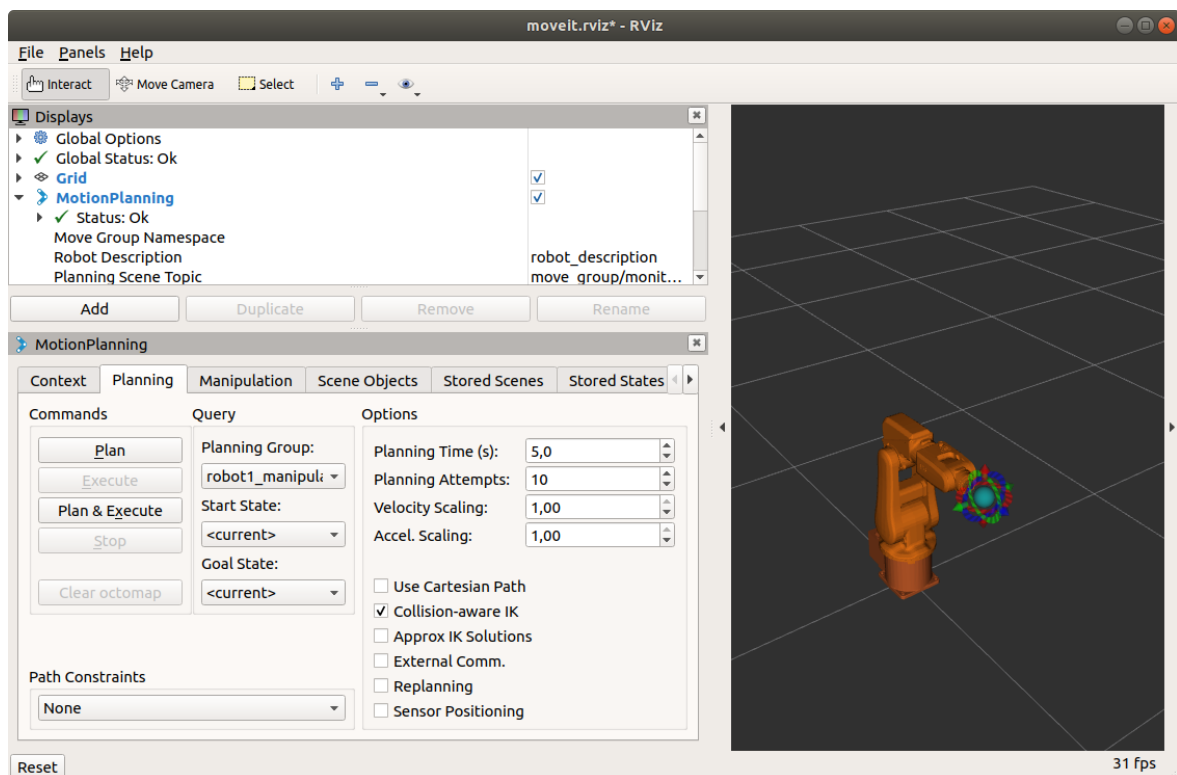 moveit.rviz* - RViz
File Panels Help
Interact Move Camera Select
Displays
Global Options
Global Status: Ok
Grid
MotionPlanning
Status: Ok
Move Group Namespace
Robot Description robot_description
Planning Scene Topic move_group/monit...
Add Duplicate Remove Rename
MotionPlanning
Context Planning Manipulation Scene Objects Stored Scenes Stored States
Commands Query Options
Plan
Execute
Plan & Execute
Stop
Clear octomap
Planning Group:
robot1_manipula
Start State:
<current>
Goal State:
<current>
Planning Time (s): 5,0
Planning Attempts: 10
Velocity Scaling: 1,00
Accel. Scaling: 1,00
Use Cartesian Path
Collision-aware IK
Approx IK Solutions
External Comm.
Replanning
Sensor Positioning
Path Constraints
None
Reset
31 fps